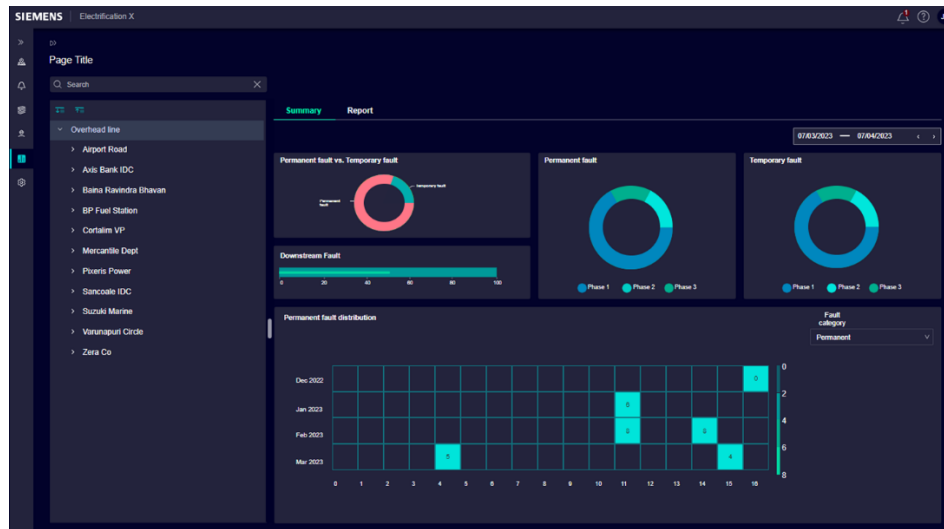 SIEMENS Electrification X
Page Title
Search
Overhead line
Airport Road
Axis Bank IDC
Baina Ravindra Bhavan
BP Fuel Station
Cortalim VP
Mercantile Dept
Pixeris Power
Sancoale IDC
Suzuki Marine
Varunapuri Circle
Zera Co
Summary Report
07/03/2023 — 07/04/2023
Permanent fault vs. Temporary fault
Permanent fault
temporary fault
Downstream Fault
0 20 40 60 80 100
Permanent fault
Phase 1 Phase 2 Phase 3
Temporary fault
Phase 1 Phase 2 Phase 3
Permanent fault distribution
Fault
category
Permanent
Dec 2022
Jan 2023
Feb 2023
Mar 2023
0 1 2 3 4 5 6 7 8 9 10 11 12 13 14 15 16
0
2
4
6
8